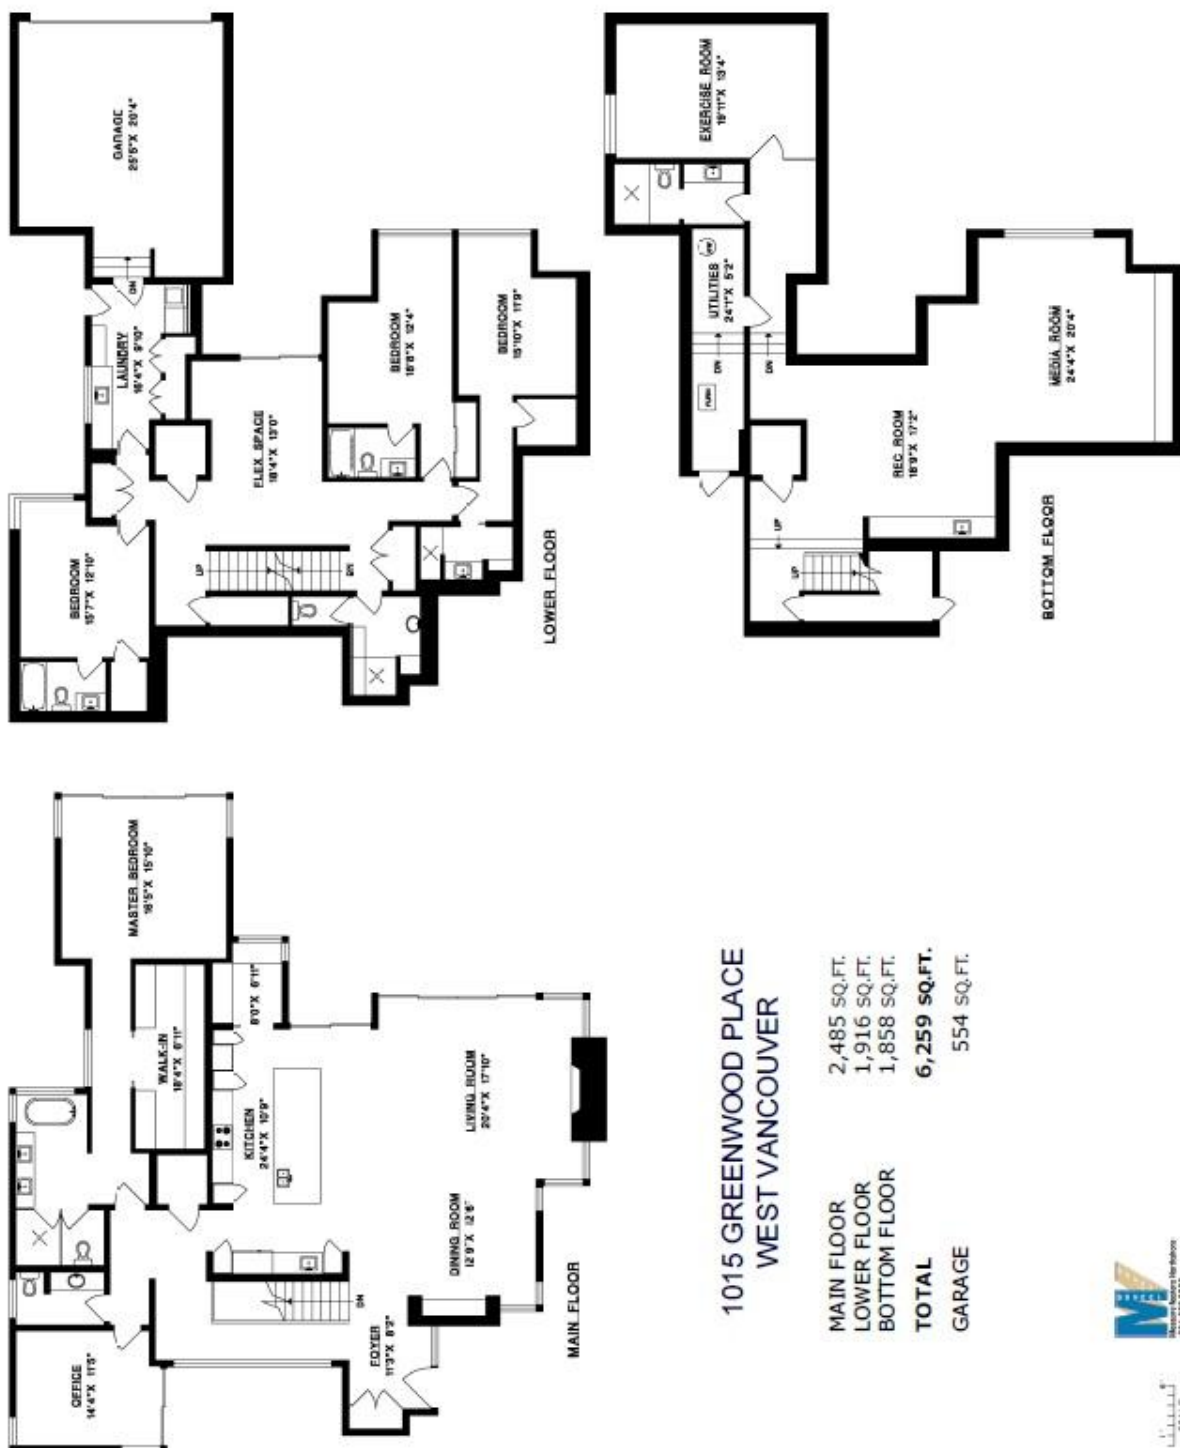 GARAGE
25'5"X 20'4"
DN
LAUNDRY
16'4"X 9'10"
BEDROOM
15'7"X 12'10"
FLEX SPACE
18'4"X 13'0"
BEDROOM
18'8"X 12'4"
BEDROOM
15'10"X 11'9"
UP
DN
LOWER FLOOR
EXERCISE ROOM
19'11"X 13'4"
UTILITIES
24'1"X 5'2"
DN
DN
REC ROOM
18'9"X 17'2"
MEDIA ROOM
24'4"X 20'4"
UP
UP
BOTTOM FLOOR
MASTER BEDROOM
16'5"X 15'10"
WALK-IN
18'4"X 6'11"
8'0"X 6'11"
KITCHEN
24'4"X 10'9"
LIVING ROOM
20'4"X 17'10"
DINING ROOM
12'9"X 12'6"
OFFICE
14'4"X 11'5"
FOYER
DN
MAIN FLOOR
1015 GREENWOOD PLACE
WEST VANCOUVER
MAIN FLOOR 2,485 SQ.FT.
LOWER FLOOR 1,916 SQ.FT.
BOTTOM FLOOR 1,858 SQ.FT.
TOTAL 6,259 SQ.FT.
GARAGE 554 SQ.FT.